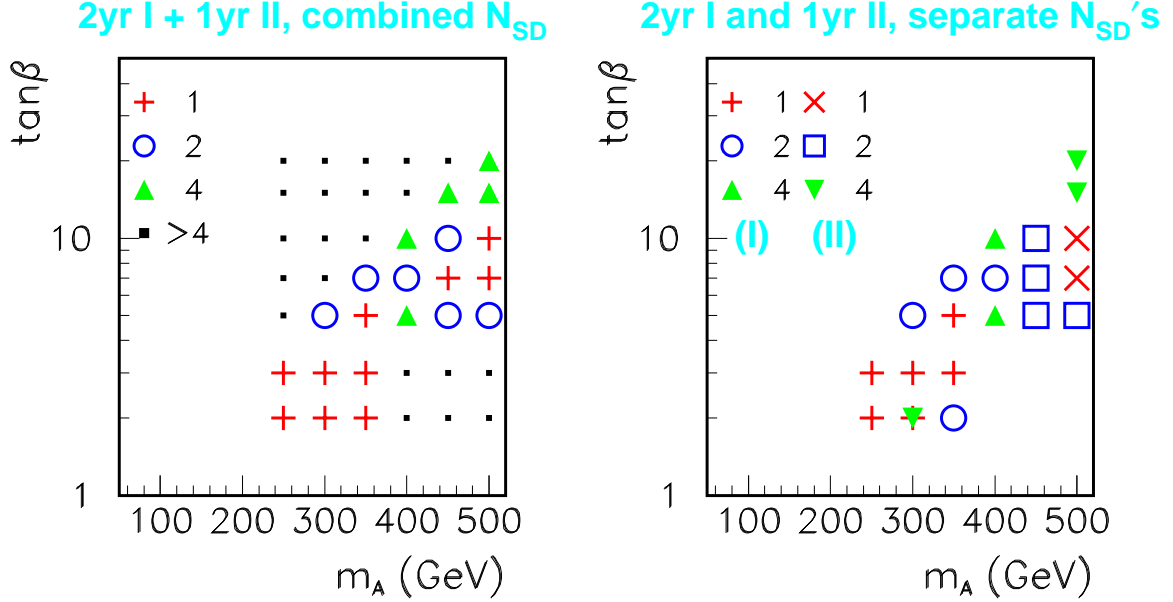 2yr I + 1yr II, combined N_SD
2yr I and 1yr II, separate N_SD′s
tanβ
1
2
4
>4
10
1
100 200 300 400 500
m_A (GeV)
tanβ
1 1
2 2
4 4
(I) (II)
10
1
100 200 300 400 500
m_A (GeV)